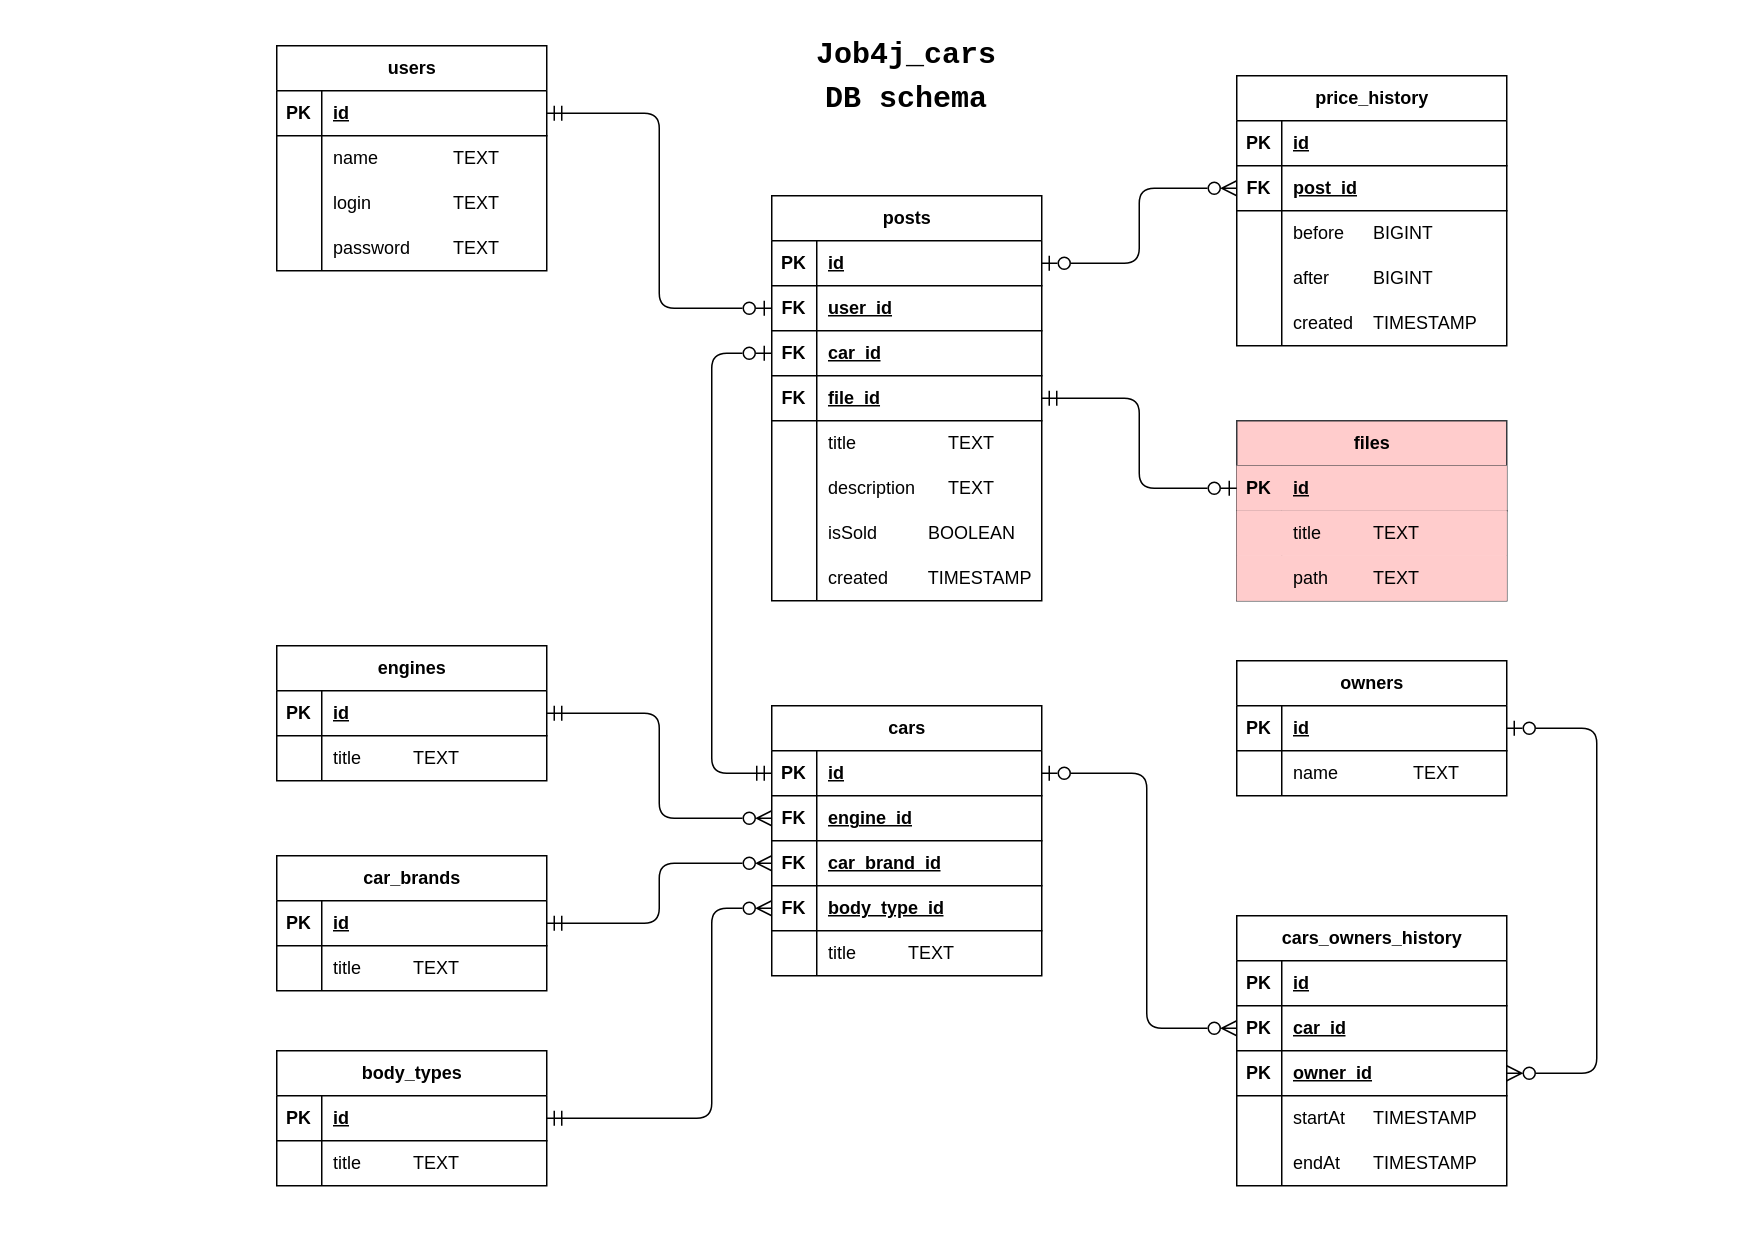 Job4j_cars
DB schema
users
PK id
name TEXT
login TEXT
password TEXT
posts
PK id
FK user_id
FK car_id
FK file_id
title TEXT
description TEXT
isSold BOOLEAN
created TIMESTAMP
price_history
PK id
FK post_id
before BIGINT
after BIGINT
created TIMESTAMP
files
PK id
title TEXT
path TEXT
engines
PK id
title TEXT
car_brands
PK id
title TEXT
body_types
PK id
title TEXT
cars
PK id
FK engine_id
FK car_brand_id
FK body_type_id
title TEXT
owners
PK id
name TEXT
cars_owners_history
PK id
PK car_id
PK owner_id
startAt TIMESTAMP
endAt TIMESTAMP